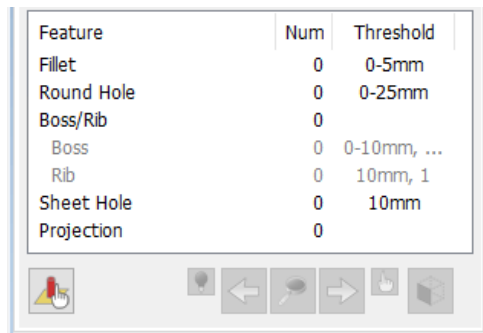 Feature Num Threshold
Fillet 0 0-5mm
Round Hole 0 0-25mm
Boss/Rib 0
Boss 0 0-10mm, ...
Rib 0 10mm, 1
Sheet Hole 0 10mm
Projection 0